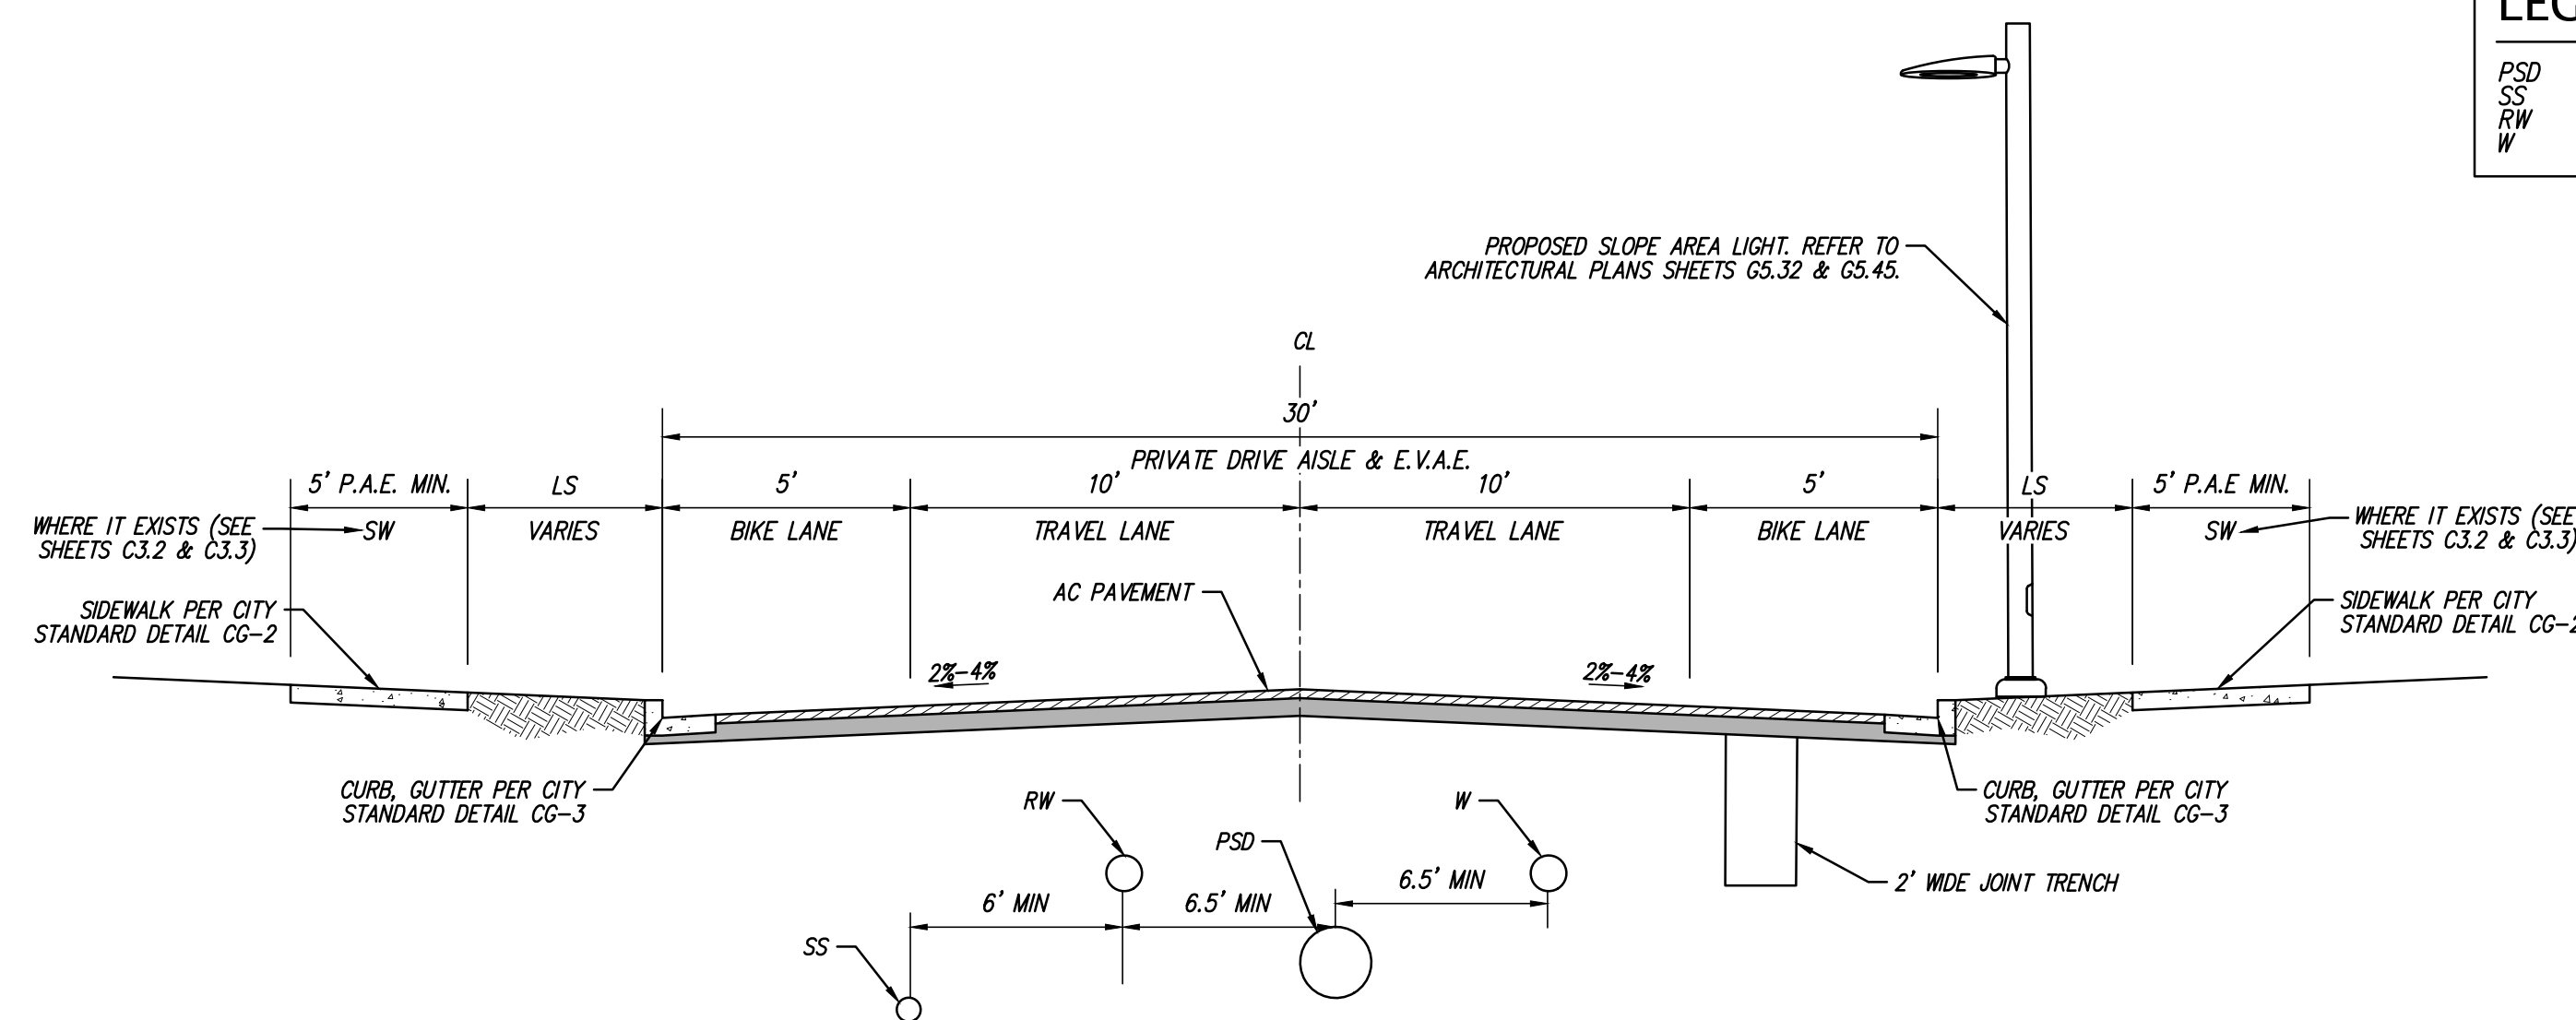 LEG
PSD
SS
RW
W
PROPOSED SLOPE AREA LIGHT. REFER TO
ARCHITECTURAL PLANS SHEETS G5.32 & G5.45.
CL
30'
PRIVATE DRIVE AISLE & E.V.A.E.
5' P.A.E. MIN.
LS
5'
10'
10'
5'
LS
5' P.A.E MIN.
WHERE IT EXISTS (SEE
SHEETS C3.2 & C3.3)
SW
VARIES
BIKE LANE
TRAVEL LANE
TRAVEL LANE
BIKE LANE
VARIES
SW
WHERE IT EXISTS (SEE
SHEETS C3.2 & C3.3)
AC PAVEMENT
SIDEWALK PER CITY
STANDARD DETAIL CG-2
SIDEWALK PER CITY
STANDARD DETAIL CG-2
2%-4%
2%-4%
CURB, GUTTER PER CITY
STANDARD DETAIL CG-3
RW
W
CURB, GUTTER PER CITY
STANDARD DETAIL CG-3
PSD
6.5' MIN
2' WIDE JOINT TRENCH
6' MIN
6.5' MIN
SS